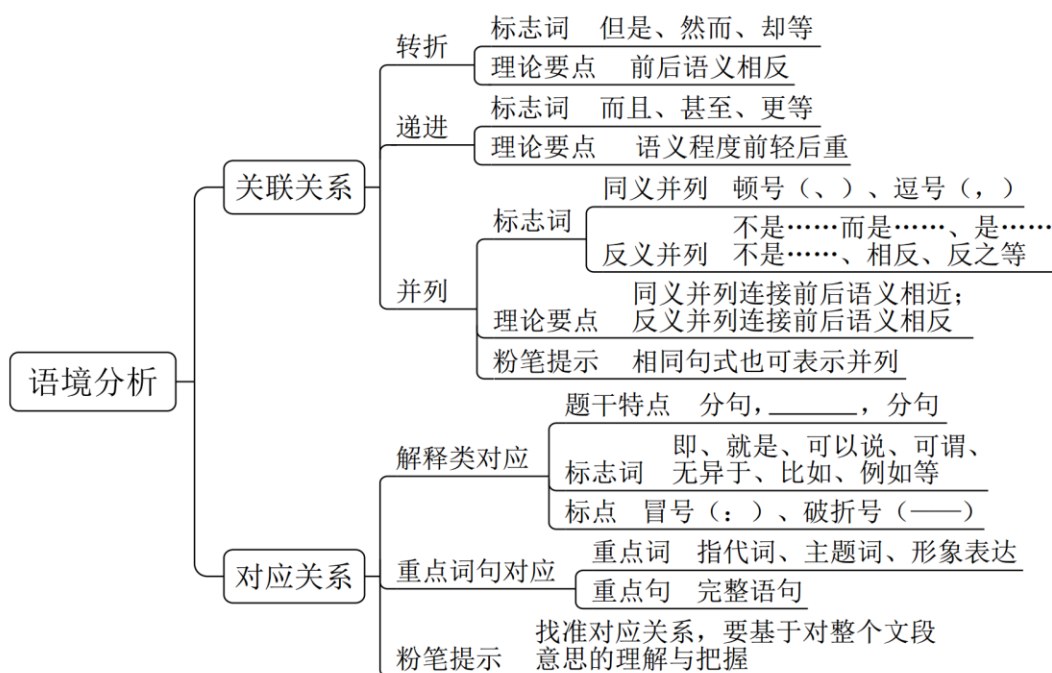 语境分析
关联关系
转折
标志词 但是、然而、却等
理论要点 前后语义相反
递进
标志词 而且、甚至、更等
理论要点 语义程度前轻后重
并列
标志词
同义并列 顿号（、）、逗号（，）
不是……而是……、是……
反义并列 不是……、相反、反之等
同义并列连接前后语义相近；
理论要点 反义并列连接前后语义相反
粉笔提示 相同句式也可表示并列
对应关系
解释类对应
题干特点 分句，______，分句
即、就是、可以说、可谓、
标志词 无异于、比如、例如等
标点 冒号（：）、破折号（——）
重点词句对应
重点词 指代词、主题词、形象表达
重点句 完整语句
找准对应关系，要基于对整个文段
粉笔提示 意思的理解与把握